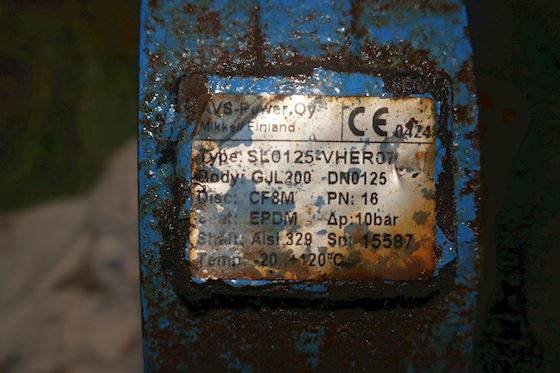 AVS-Power Oy
Mikkeli Finland
CE 0424
Type: SL0125-VHER07
Body: GJL200 DN0125
Disc: CF8M PN: 16
Seat: EPDM Δp:10bar
Shaft: Aisi 329 Sn: 15587
Temp -20 +120°C